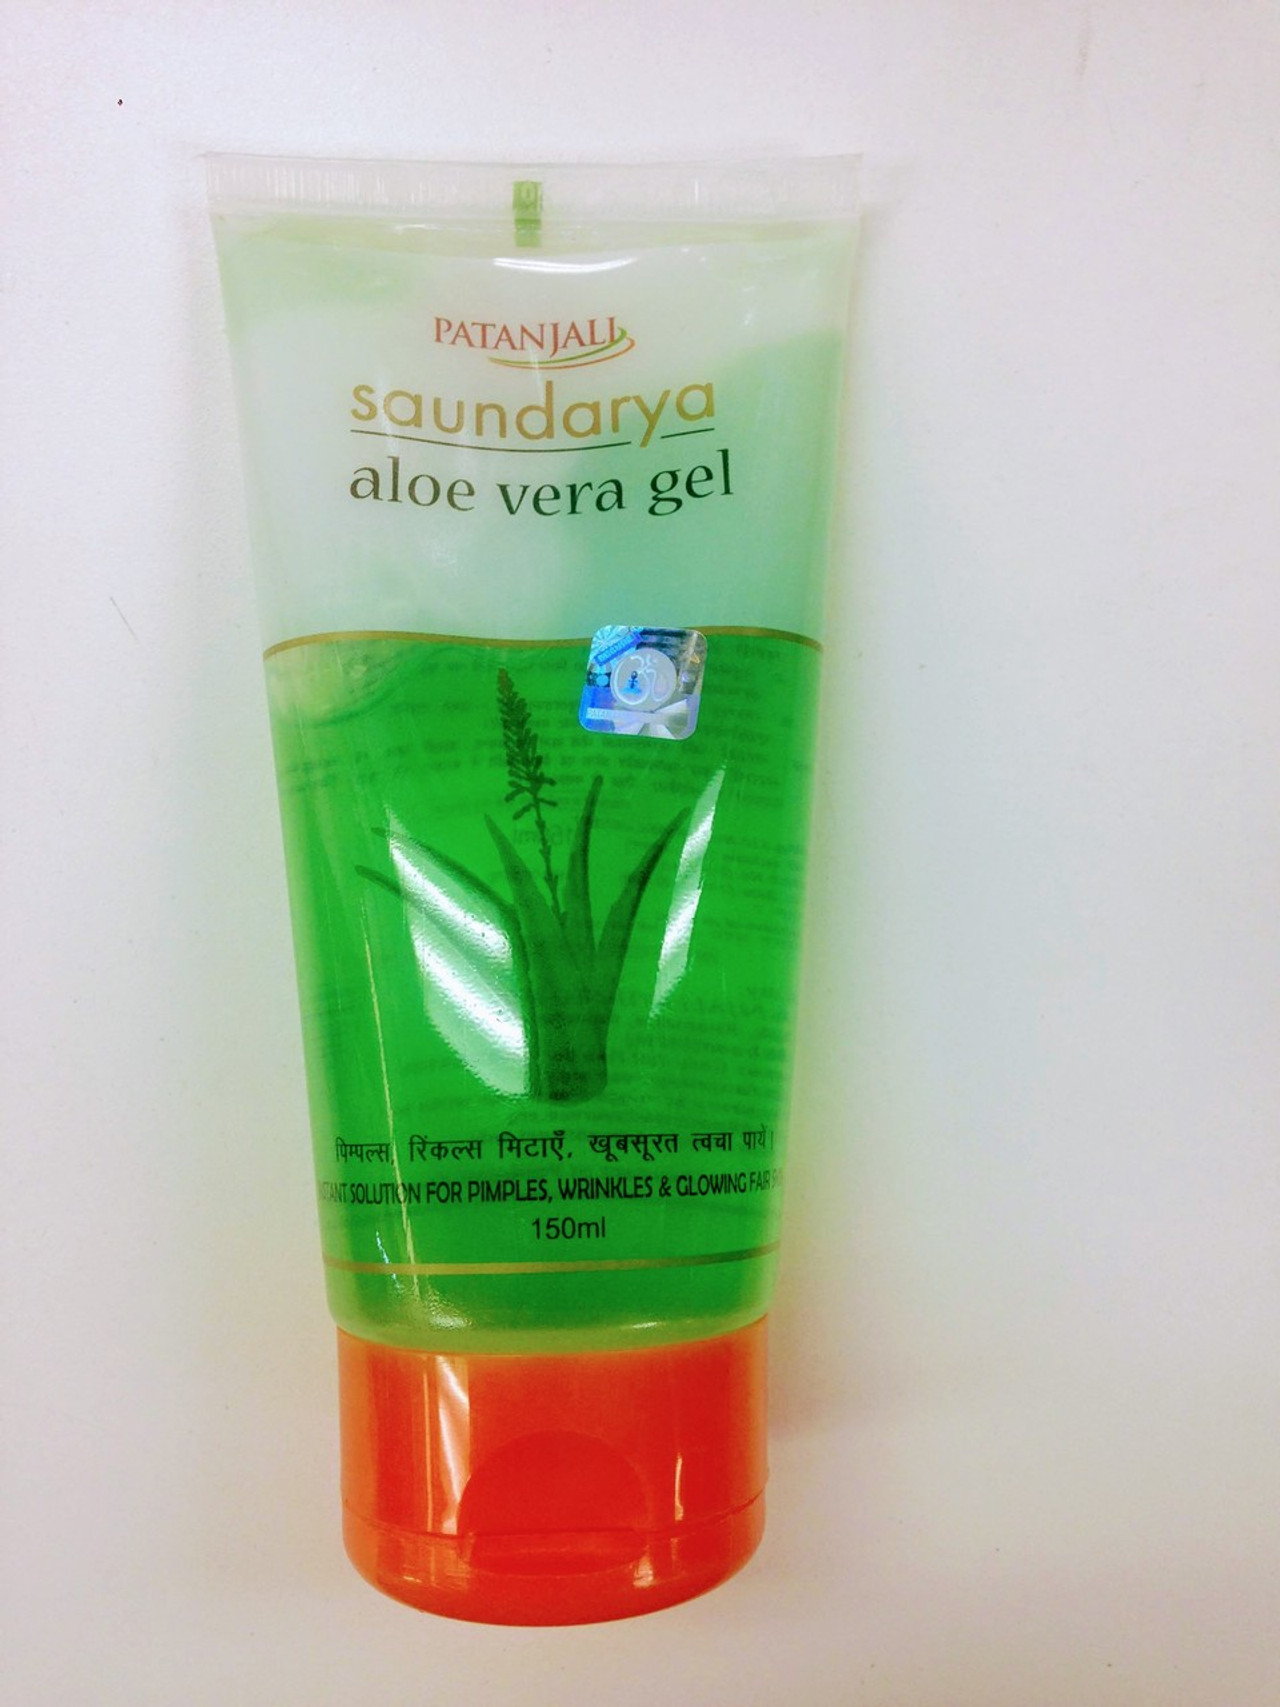 PATANJALI
saundarya
aloe vera gel
पिम्पल्स, रिंकल्स मिटाएँ, खूबसूरत त्वचा पायें।
SOLUTION FOR PIMPLES, WRINKLES & GLOWING FAIR
150ml